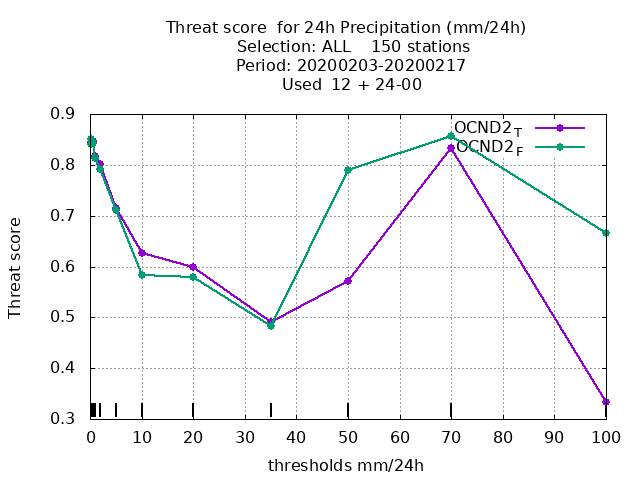 Threat score  for 24h Precipitation (mm/24h)
Selection: ALL    150 stations
Period: 20200203-20200217
Used  12 + 24-00
OCND2T
OCND2F
Threat score
0.9
0.8
0.7
0.6
0.5
0.4
0.3
0 10 20 30 40 50 60 70 80 90 100
thresholds mm/24h